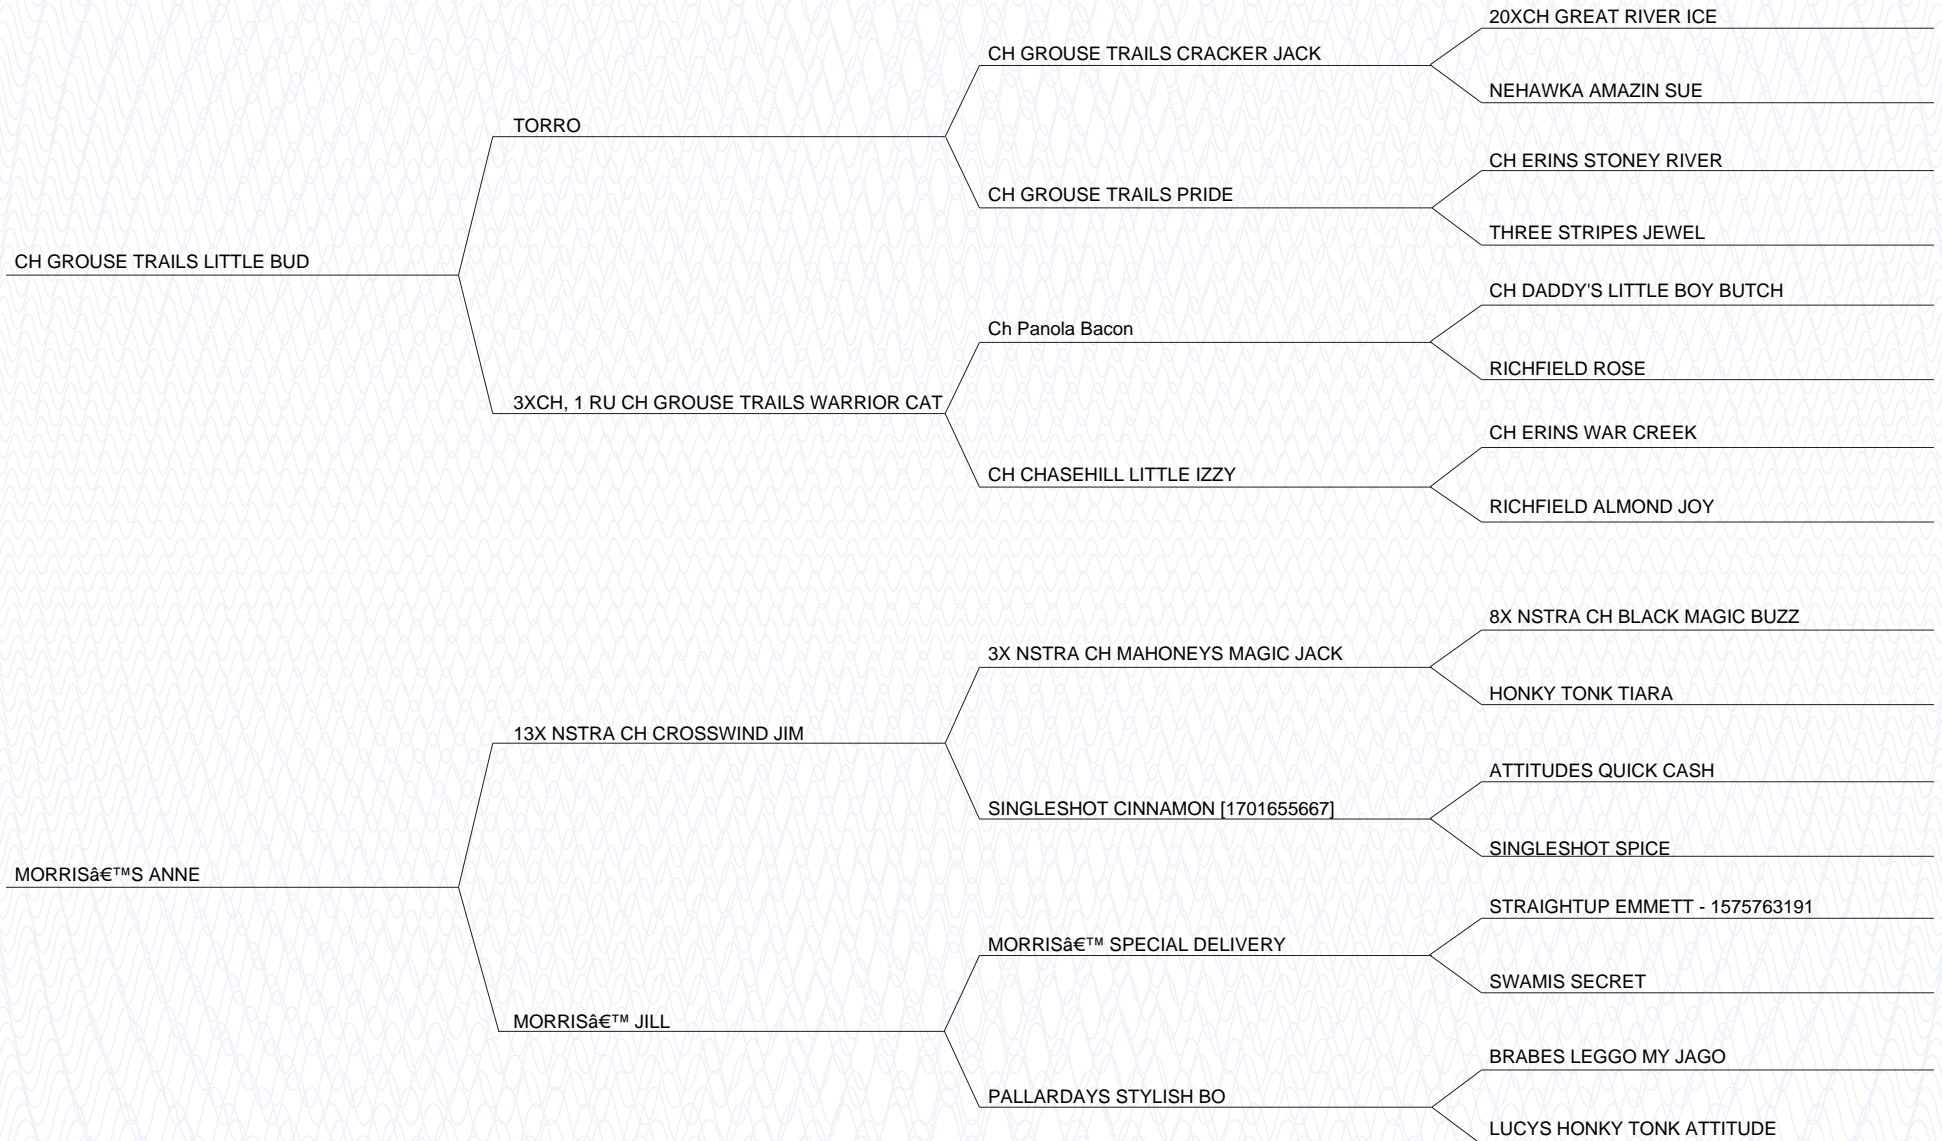 20XCH GREAT RIVER ICE
CH GROUSE TRAILS CRACKER JACK
NEHAWKA AMAZIN SUE
TORRO
CH ERINS STONEY RIVER
CH GROUSE TRAILS PRIDE
THREE STRIPES JEWEL
CH GROUSE TRAILS LITTLE BUD
CH DADDY'S LITTLE BOY BUTCH
Ch Panola Bacon
RICHFIELD ROSE
3XCH, 1 RU CH GROUSE TRAILS WARRIOR CAT
CH ERINS WAR CREEK
CH CHASEHILL LITTLE IZZY
RICHFIELD ALMOND JOY
8X NSTRA CH BLACK MAGIC BUZZ
3X NSTRA CH MAHONEYS MAGIC JACK
HONKY TONK TIARA
13X NSTRA CH CROSSWIND JIM
ATTITUDES QUICK CASH
SINGLESHOT CINNAMON [1701655667]
SINGLESHOT SPICE
MORRISâ€™S ANNE
STRAIGHTUP EMMETT - 1575763191
MORRISâ€™ SPECIAL DELIVERY
SWAMIS SECRET
MORRISâ€™ JILL
BRABES LEGGO MY JAGO
PALLARDAYS STYLISH BO
LUCYS HONKY TONK ATTITUDE